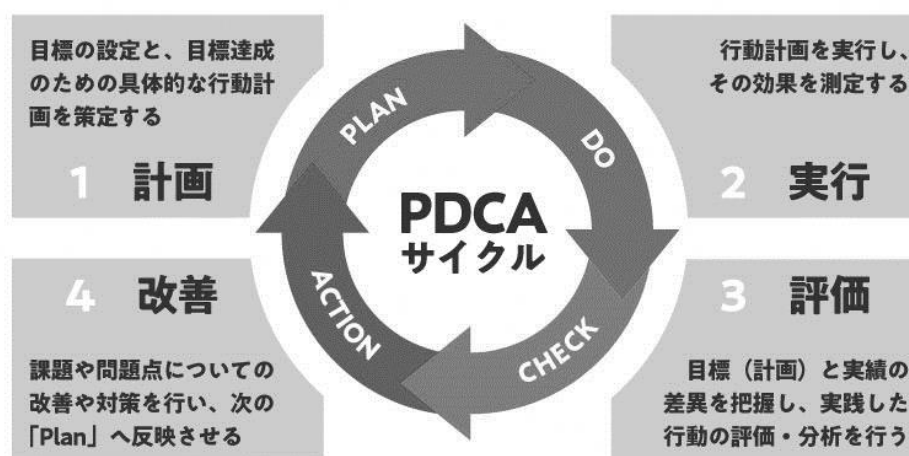 目標の設定と、目標達成
のための具体的な行動計
画を策定する
1 計画
行動計画を実行し、
その効果を測定する
2 実行
PLAN
DO
PDCA
サイクル
ACTION
CHECK
4 改善
課題や問題点についての
改善や対策を行い、次の
「Plan」へ反映させる
3 評価
目標（計画）と実績の
差異を把握し、実践した
行動の評価・分析を行う